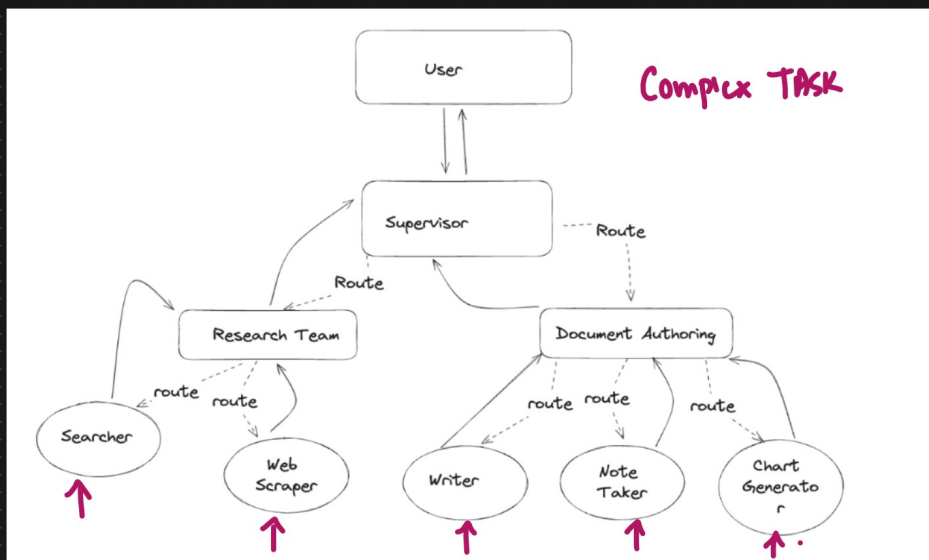 User
Complex TASK
Supervisor
Route
Route
Research Team
Document Authoring
route
route
route
route
route
Searcher
Web
Scraper
Writer
Note
Taker
Chart
Generato
r